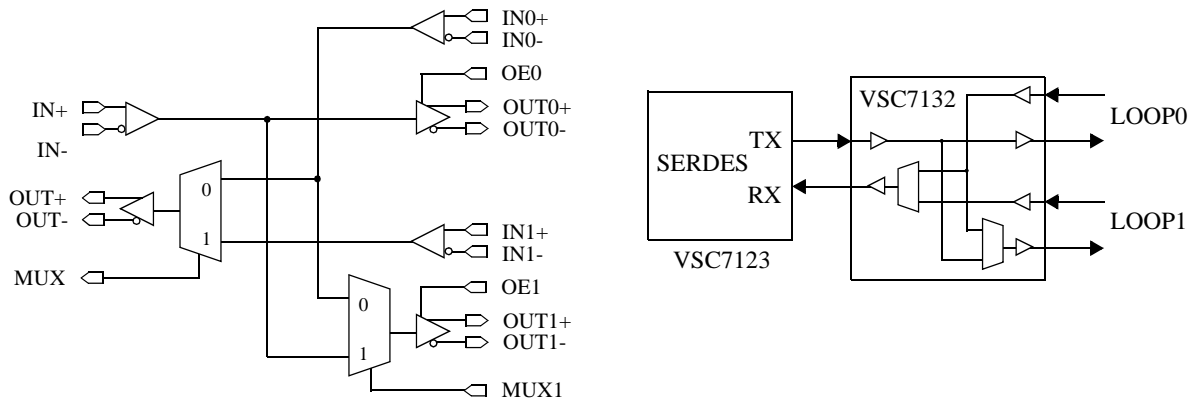 IN0+
IN0-
OE0
IN+
OUT0+
OUT0-
IN-
0
OUT+
OUT-
IN1+
1
IN1-
MUX
OE1
0
OUT1+
OUT1-
1
MUX1
VSC7132
LOOP0
TX
SERDES
RX
LOOP1
VSC7123